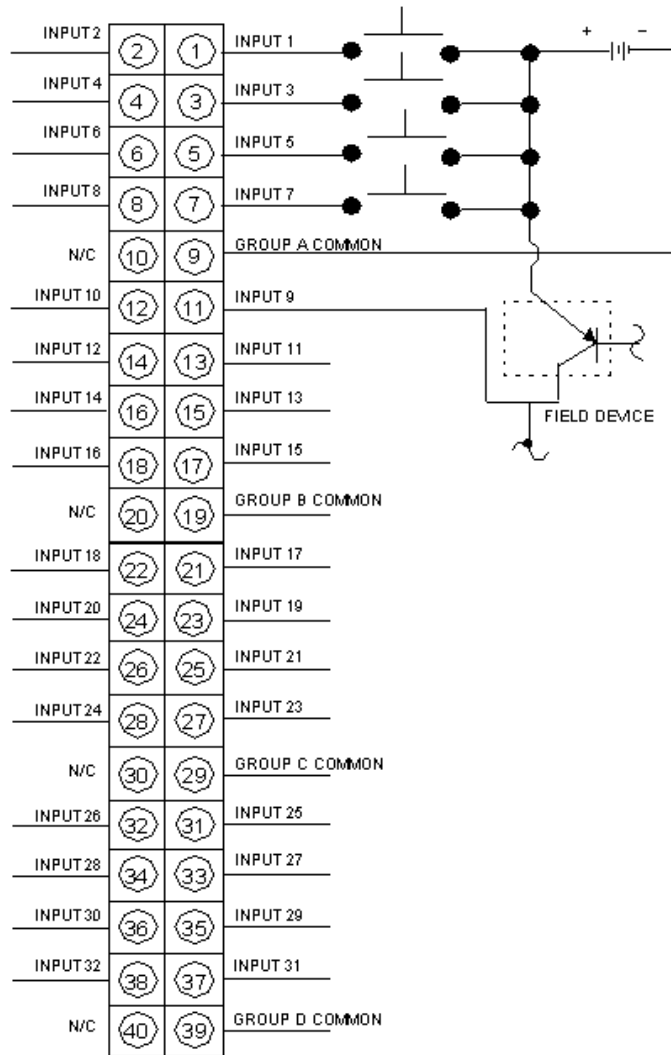 INPUT 2 2 1 INPUT 1 + -
INPUT 4 4 3 INPUT 3
INPUT 6 6 5 INPUT 5
INPUT 8 8 7 INPUT 7
N/C 10 9 GROUP A COMMON
INPUT 10 12 11 INPUT 9
INPUT 12 14 13 INPUT 11
INPUT 14 16 15 INPUT 13
FIELD DEVICE
INPUT 16 18 17 INPUT 15
N/C 20 19 GROUP B COMMON
INPUT 18 22 21 INPUT 17
INPUT 20 24 23 INPUT 19
INPUT 22 26 25 INPUT 21
INPUT 24 28 27 INPUT 23
N/C 30 29 GROUP C COMMON
INPUT 26 32 31 INPUT 25
INPUT 28 34 33 INPUT 27
INPUT 30 36 35 INPUT 29
INPUT 32 38 37 INPUT 31
N/C 40 39 GROUP D COMMON